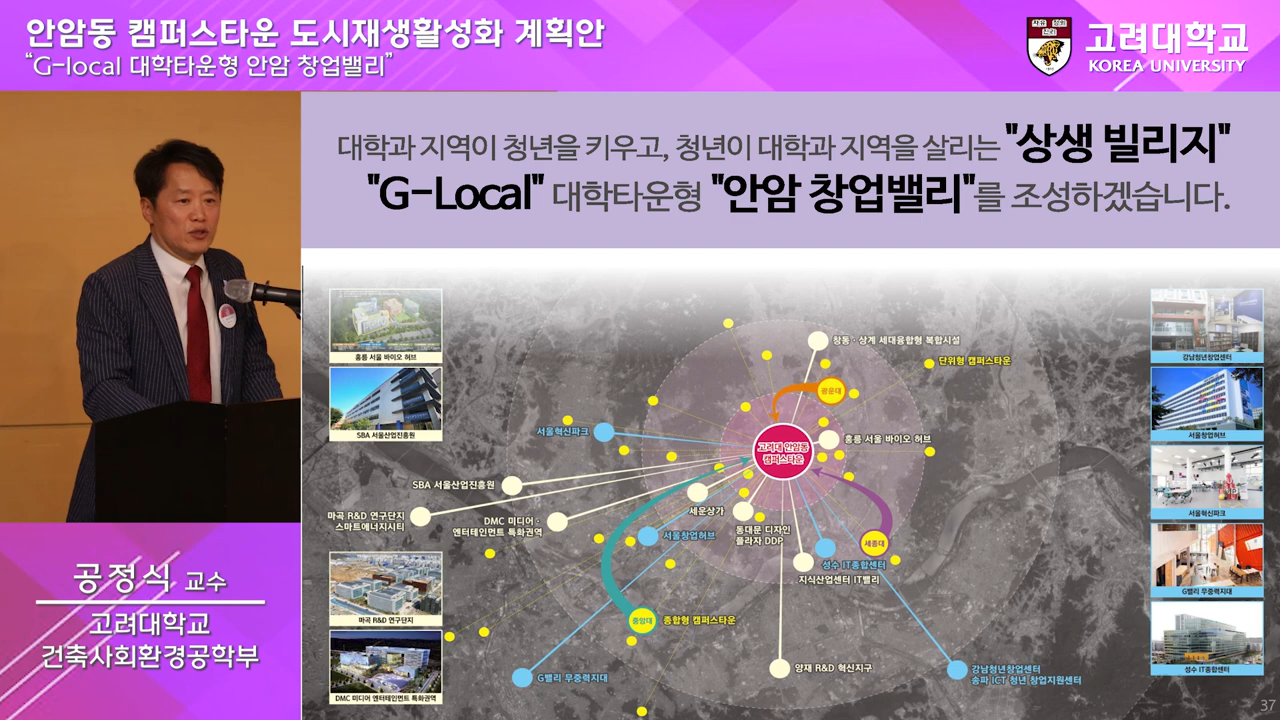 안암동 캠퍼스타운 도시재생활성화 계획안
“G-local 대학타운형 안암 창업밸리”
자유 정의
진리
고려대학교
KOREA UNIVERSITY
대학과 지역이 청년을 키우고, 청년이 대학과 지역을 살리는 "상생 빌리지"
"G-Local" 대학타운형 "안암 창업밸리"를 조성하겠습니다.
홍릉 서울 바이오 허브
SBA 서울산업진흥원
마곡 R&D 연구단지
DMC 미디어 엔터테인먼트 특화권역
창동·상계 세대융합형 복합시설
단위형 캠퍼스타운
광운대
서울혁신파크
고려대 안암동
캠퍼스타운
홍릉 서울 바이오 허브
SBA 서울산업진흥원
마곡 R&D 연구단지
스마트에너지시티
DMC 미디어·
엔터테인먼트 특화권역
세운상가
동대문 디자인
플라자 DDP
서울창업허브
세종대
성수 IT종합센터
지식산업센터 IT밸리
중앙대
종합형 캠퍼스타운
G밸리 무중력지대
양재 R&D 혁신지구
강남청년창업센터
송파 ICT 청년 창업지원센터
강남청년창업센터
서울창업허브
서울혁신파크
G밸리 무중력지대
성수 IT종합센터
공정식 교수
고려대학교
건축사회환경공학부
37